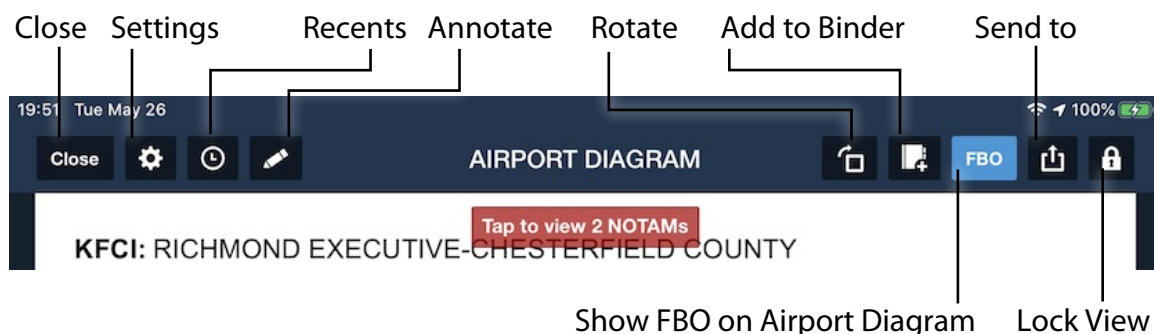 Close Settings Recents Annotate Rotate Add to Binder Send to
19:51 Tue May 26 100%
Close AIRPORT DIAGRAM FBO
Tap to view 2 NOTAMs
KFCI: RICHMOND EXECUTIVE-CHESTERFIELD COUNTY
Show FBO on Airport Diagram Lock View